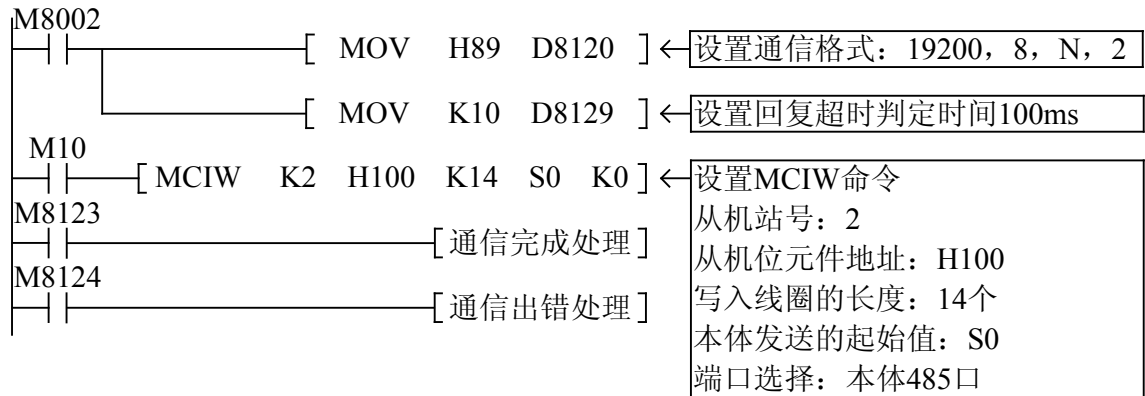 M8002
[ MOV H89 D8120 ] ←设置通信格式：19200，8，N，2
[ MOV K10 D8129 ] ←设置回复超时判定时间100ms
M10
[ MCIW K2 H100 K14 S0 K0 ] ←设置MCIW命令
从机站号：2
M8123
[通信完成处理]
从机位元件地址：H100
M8124
[通信出错处理]
写入线圈的长度：14个
本体发送的起始值：S0
端口选择：本体485口